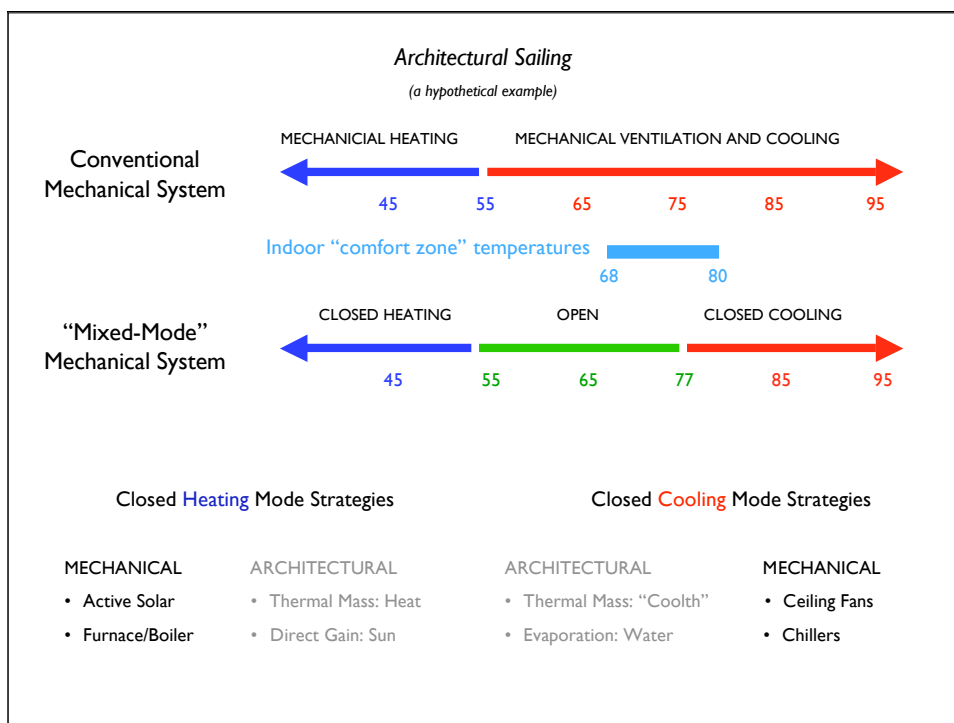 Architectural Sailing
(a hypothetical example)
MECHANICIAL HEATING
MECHANICAL VENTILATION AND COOLING
Conventional
Mechanical System
45
55
65
75
85
95
Indoor “comfort zone” temperatures
68
80
CLOSED HEATING
OPEN
CLOSED COOLING
“Mixed-Mode”
Mechanical System
45
55
65
77
85
95
Closed Heating Mode Strategies
MECHANICAL
• Active Solar
• Furnace/Boiler
ARCHITECTURAL
• Thermal Mass: Heat
• Direct Gain: Sun
Closed Cooling Mode Strategies
ARCHITECTURAL
• Thermal Mass: “Coolth”
• Evaporation: Water
MECHANICAL
• Ceiling Fans
• Chillers